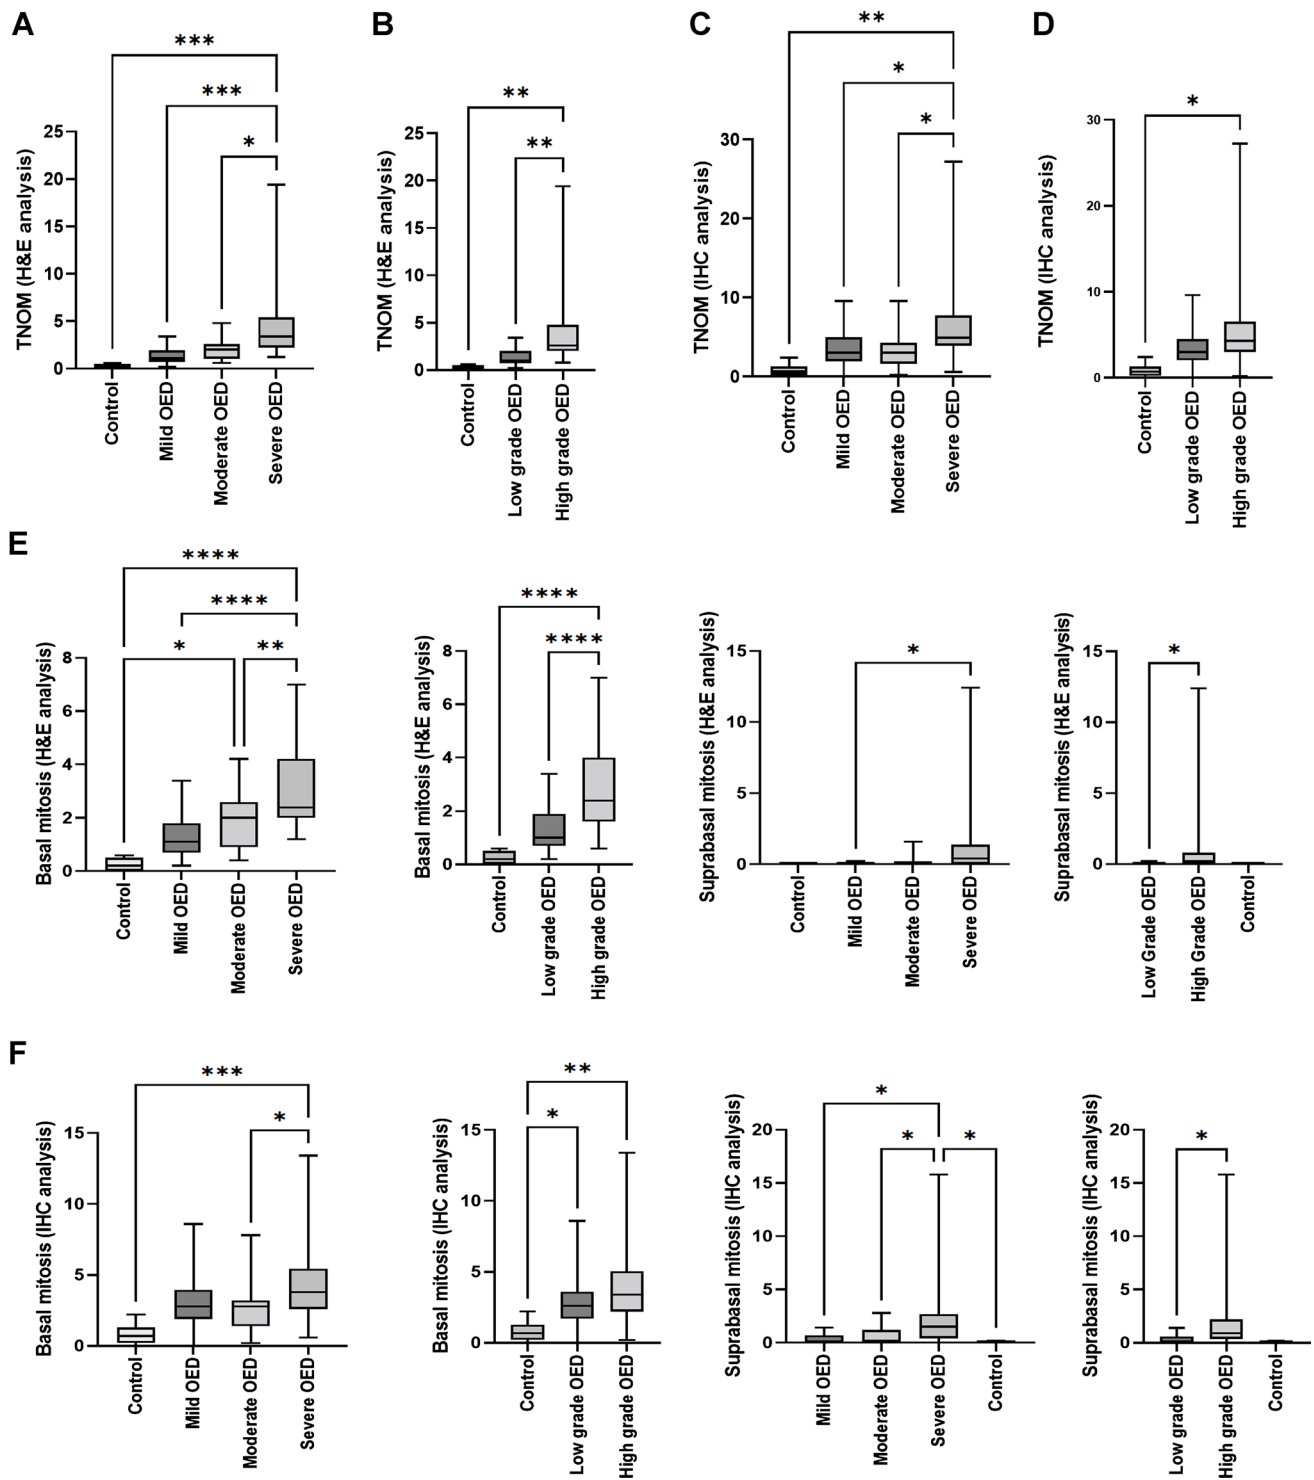 A
***
***
*
TNOM (H&E analysis)
25
20
15
10
5
0
Control
Mild OED
Moderate OED
Severe OED
B
**
**
TNOM (H&E analysis)
25
20
15
10
5
0
Control
Low grade OED
High grade OED
C
**
*
*
TNOM (IHC analysis)
30
20
10
0
Control
Mild OED
Moderate OED
Severe OED
D
*
TNOM (IHC analysis)
30
20
10
0
Control
Low grade OED
High grade OED
E
****
****
*
**
Basal mitosis (H&E analysis)
8
6
4
2
0
Control
Mild OED
Moderate OED
Severe OED
****
****
Basal mitosis (H&E analysis)
8
6
4
2
0
Control
Low grade OED
High grade OED
*
Suprabasal mitosis (H&E analysis)
15
10
5
0
Control
Mild OED
Moderate OED
Severe OED
*
Suprabasal mitosis (H&E analysis)
15
10
5
0
Low Grade OED
High Grade OED
Control
F
***
*
Basal mitosis (IHC analysis)
15
10
5
0
Control
Mild OED
Moderate OED
Severe OED
**
*
Basal mitosis (IHC analysis)
15
10
5
0
Control
Low grade OED
High grade OED
*
*
*
Suprabasal mitosis (IHC analysis)
20
15
10
5
0
Mild OED
Moderate OED
Severe OED
Control
*
Suprabasal mitosis (IHC analysis)
20
15
10
5
0
Low grade OED
High grade OED
Control